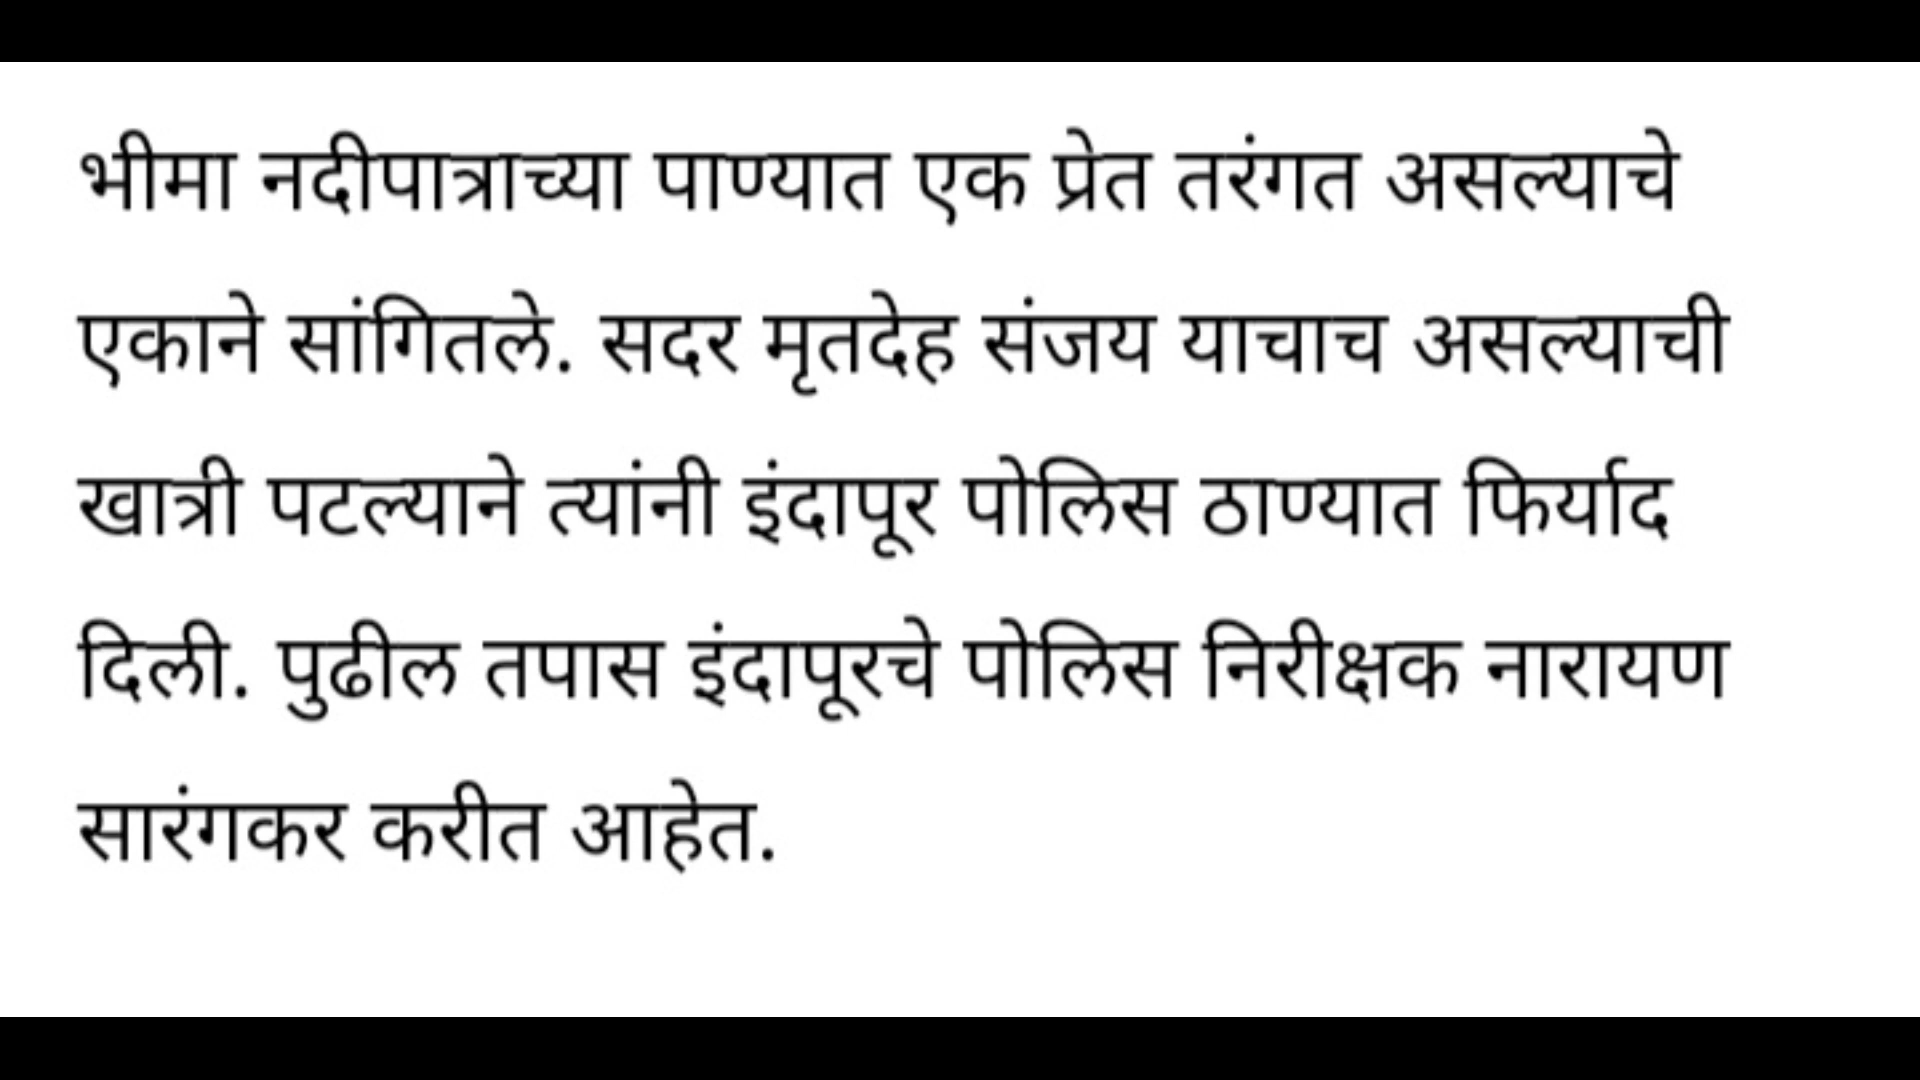 भीमा नदीपात्राच्या पाण्यात एक प्रेत तरंगत असल्याचे
एकाने सांगितले. सदर मृतदेह संजय याचाच असल्याची
खात्री पटल्याने त्यांनी इंदापूर पोलिस ठाण्यात फिर्याद
दिली. पुढील तपास इंदापूरचे पोलिस निरीक्षक नारायण
सारंगकर करीत आहेत.